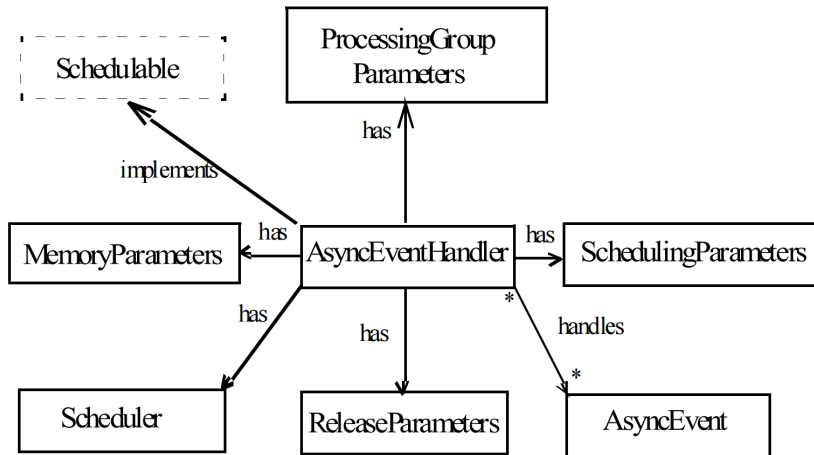 ProcessingGroup
Parameters
Schedulable
has
implements
MemoryParameters
has
AsyncEventHandler
has
SchedulingParameters
has
has
*
handles
*
Scheduler
ReleaseParameters
AsyncEvent